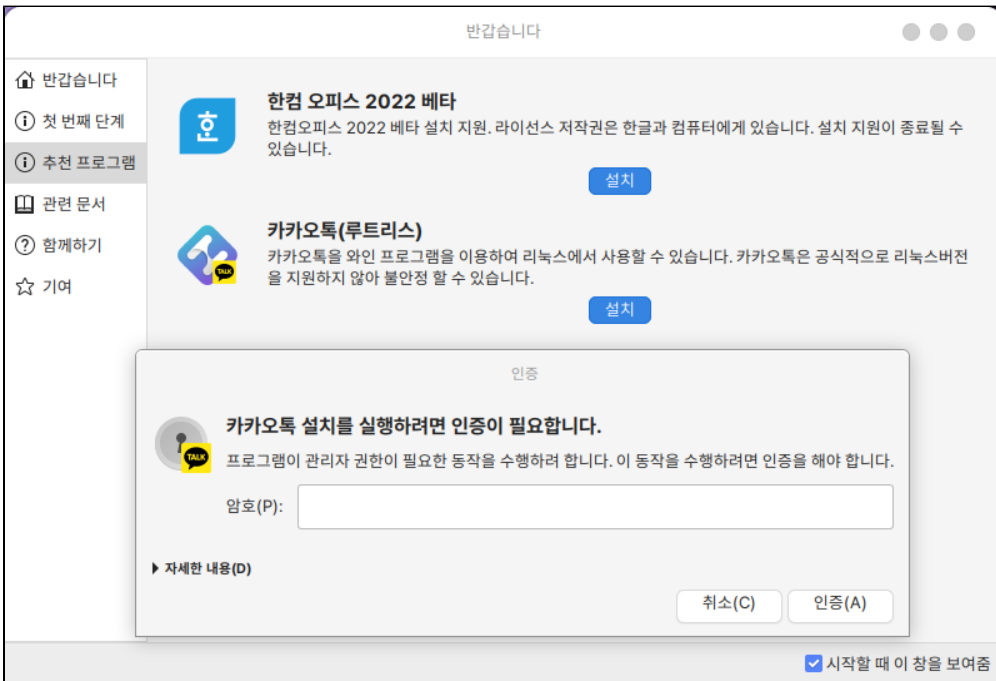 반갑습니다
반갑습니다
첫 번째 단계
추천 프로그램
관련 문서
함께하기
기여
한컴 오피스 2022 베타
한컴오피스 2022 베타 설치 지원. 라이선스 저작권은 한글과 컴퓨터에게 있습니다. 설치 지원이 종료될 수
있습니다.
설치
카카오톡(루트리스)
카카오톡을 와인 프로그램을 이용하여 리눅스에서 사용할 수 있습니다. 카카오톡은 공식적으로 리눅스버전
을 지원하지 않아 불안정 할 수 있습니다.
TALK
설치
인증
카카오톡 설치를 실행하려면 인증이 필요합니다.
TALK
프로그램이 관리자 권한이 필요한 동작을 수행하려 합니다. 이 동작을 수행하려면 인증을 해야 합니다.
암호(P):
자세한 내용(D)
취소(C)
인증(A)
시작할 때 이 창을 보여줌